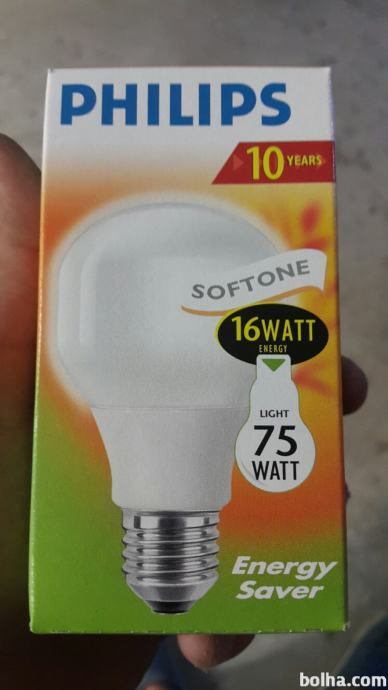 PHILIPS
10 YEARS
SOFTONE
16WATT
ENERGY
LIGHT
75
WATT
Energy
Saver
bolha.com